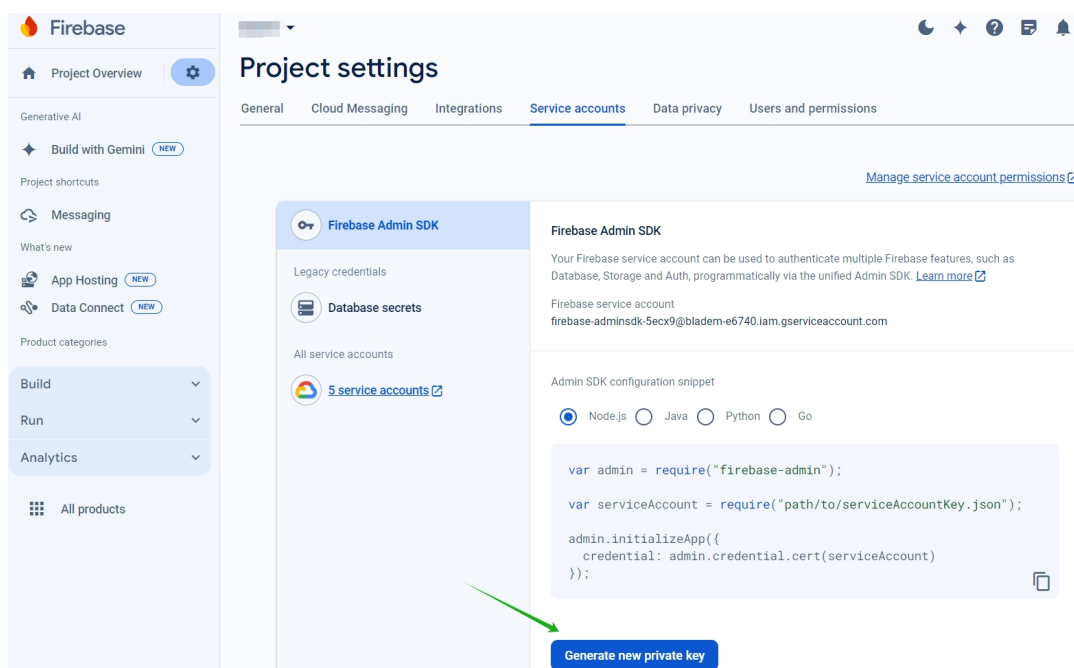 Firebase
Project Overview
Generative AI
Build with Gemini NEW
Project shortcuts
Messaging
What's new
App Hosting NEW
Data Connect NEW
Product categories
Build
Run
Analytics
All products
Project settings
General Cloud Messaging Integrations Service accounts Data privacy Users and permissions
Manage service account permissions
Firebase Admin SDK
Legacy credentials
Database secrets
All service accounts
5 service accounts
Firebase Admin SDK
Your Firebase service account can be used to authenticate multiple Firebase features, such as
Database, Storage and Auth, programmatically via the unified Admin SDK. Learn more
Firebase service account
firebase-adminsdk-5ecx9@bladem-e6740.iam.gserviceaccount.com
Admin SDK configuration snippet
Node.js Java Python Go
var admin = require("firebase-admin");
var serviceAccount = require("path/to/serviceAccountKey.json");
admin.initializeApp({
credential: admin.credential.cert(serviceAccount)
});
Generate new private key